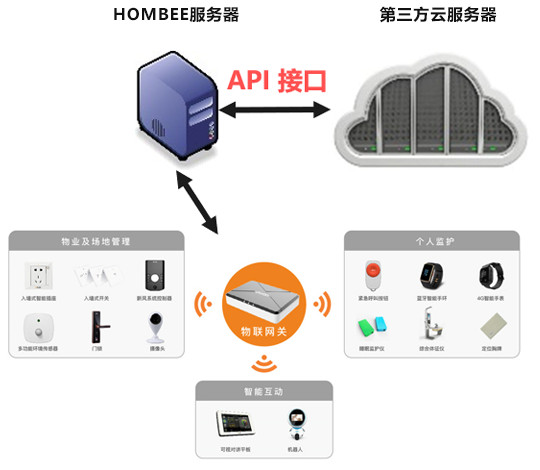 HOMBEE服务器
第三方云服务器
API 接口
物业及场地管理
入墙式智能插座
入墙式开关
新风系统控制器
多功能环境传感器
门锁
摄像头
物联网关
个人监护
紧急呼叫按钮
蓝牙智能手环
4G智能手表
睡眠监护仪
综合体征仪
定位胸牌
智能互动
可视对讲平板
机器人